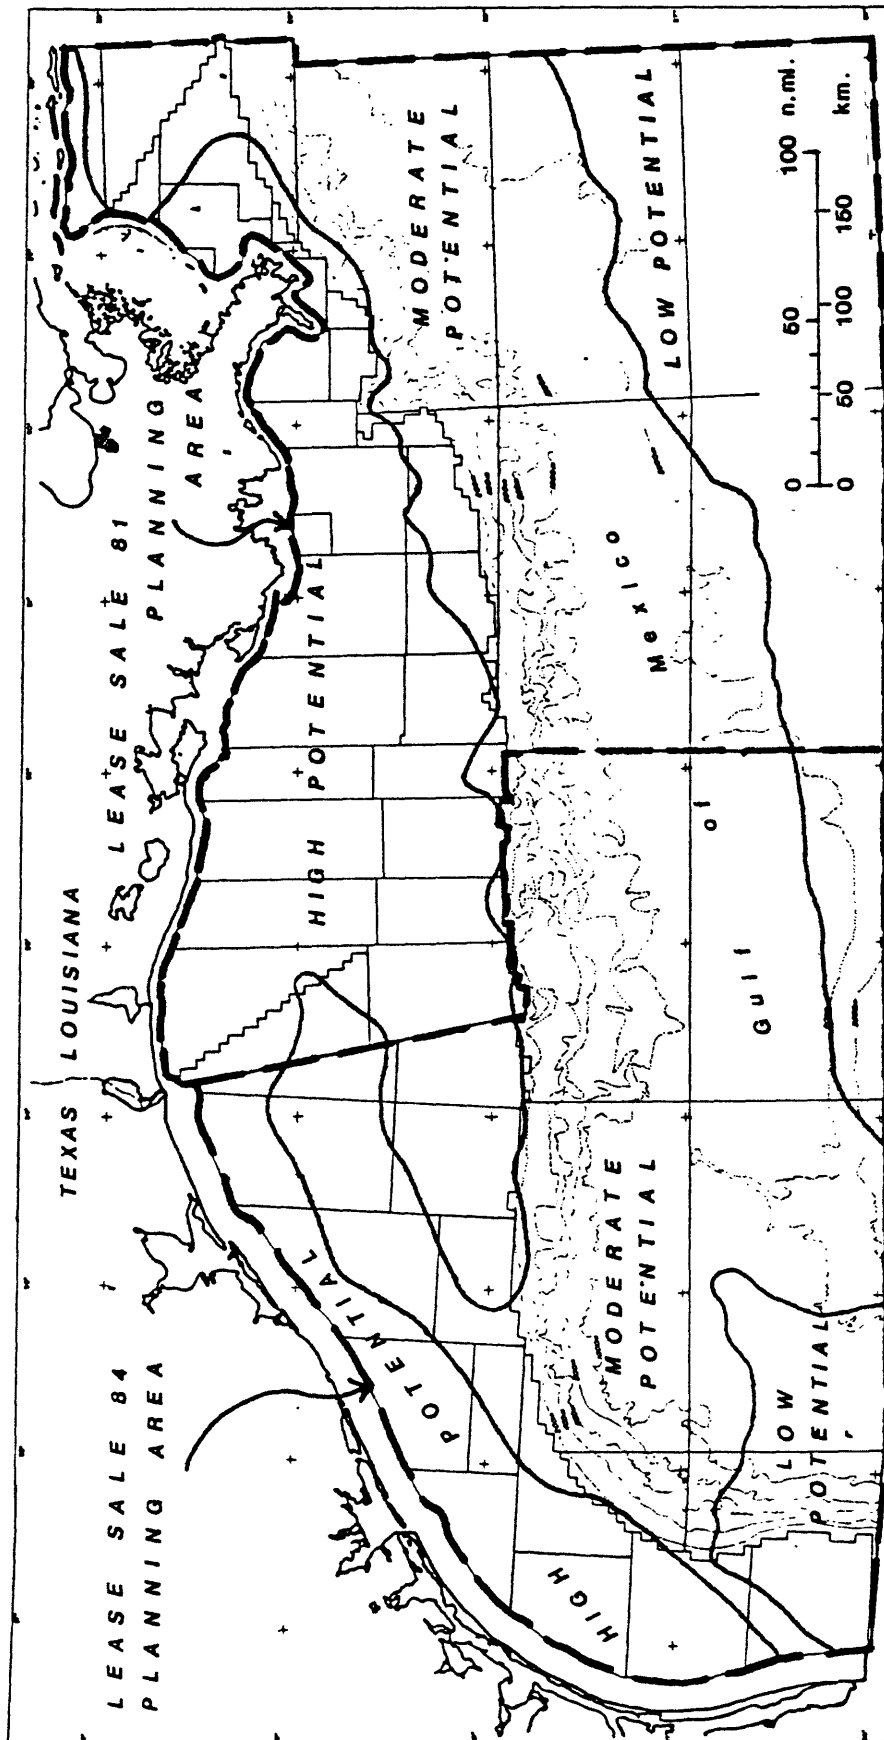 TEXAS
LOUISIANA
LEASE SALE 84
PLANNING AREA
LEASE SALE 81
PLANNING
AREA
HIGH POTENTIAL
HIGH POTENTIAL
MODERATE
POTENTIAL
MODERATE
POTENTIAL
LOW
POTENTIAL
LOW POTENTIAL
Gulf of Mexico
0 50 100 n.mi.
0 50 100 150 km.